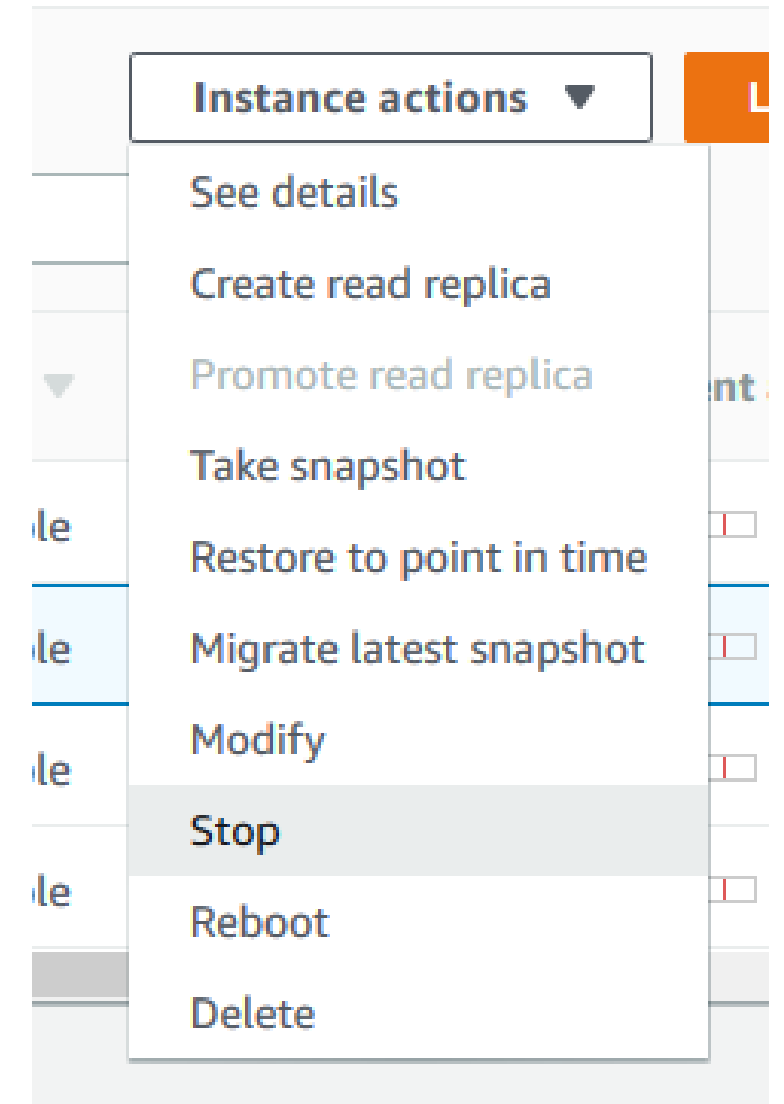 Instance actions
See details
Create read replica
Promote read replica
Take snapshot
Restore to point in time
Migrate latest snapshot
Modify
Stop
Reboot
Delete